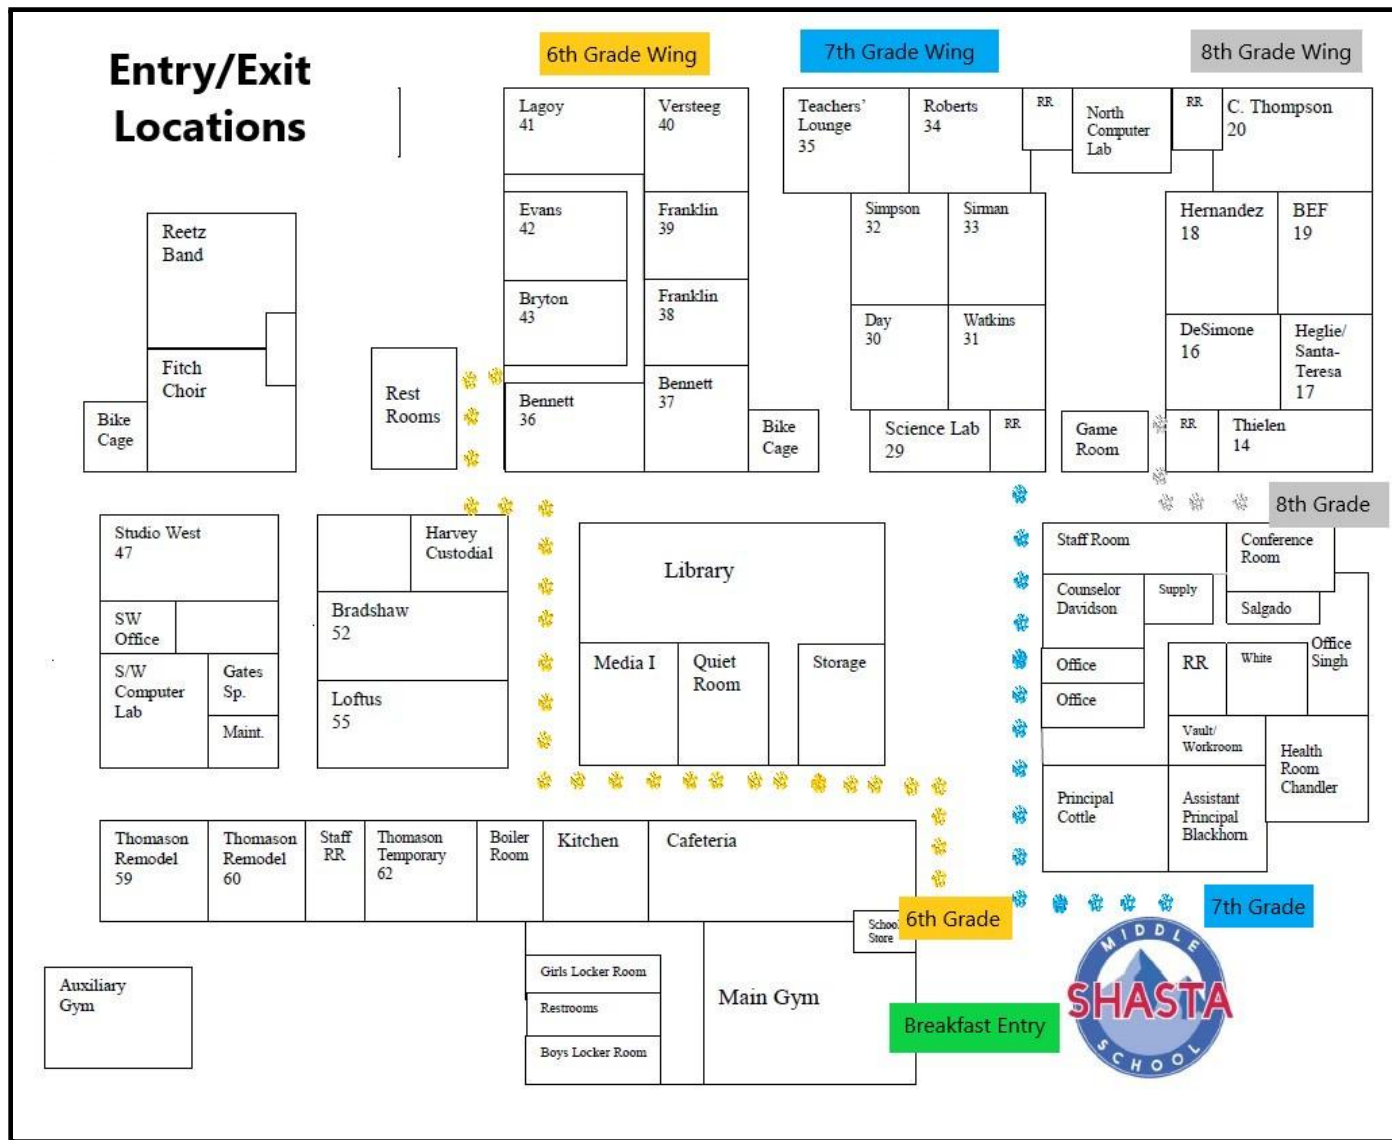 Entry/Exit
Locations
6th Grade Wing
7th Grade Wing
8th Grade Wing
Lagoy
41
Versteeg
40
Evans
42
Franklin
39
Bryton
43
Franklin
38
Bennett
36
Bennett
37
Teachers'
Lounge
35
Roberts
34
RR
North
Computer
Lab
RR
C. Thompson
20
Simpson
32
Sirman
33
Day
30
Watkins
31
Science Lab
29
RR
Hernandez
18
BEF
19
DeSimone
16
Heglie/
Santa-
Teresa
17
Game
Room
RR
Thielen
14
Reetz
Band
Fitch
Choir
Bike
Cage
Rest
Rooms
Bike
Cage
8th Grade
Studio West
47
SW
Office
S/W
Computer
Lab
Gates
Sp.
Maint.
Harvey
Custodial
Bradshaw
52
Loftus
55
Library
Media I
Quiet
Room
Storage
Staff Room
Conference
Room
Counselor
Davidson
Supply
Salgado
Office
Office
RR
White
Office
Singh
Vault/
Workroom
Health
Room
Chandler
Principal
Cottle
Assistant
Principal
Blackhorn
Thomason
Remodel
59
Thomason
Remodel
60
Staff
RR
Thomason
Temporary
62
Boiler
Room
Kitchen
Cafeteria
School
Store
6th Grade
7th Grade
Auxiliary
Gym
Girls Locker Room
Restrooms
Boys Locker Room
Main Gym
Breakfast Entry
MIDDLE
SHASTA
SCHOOL